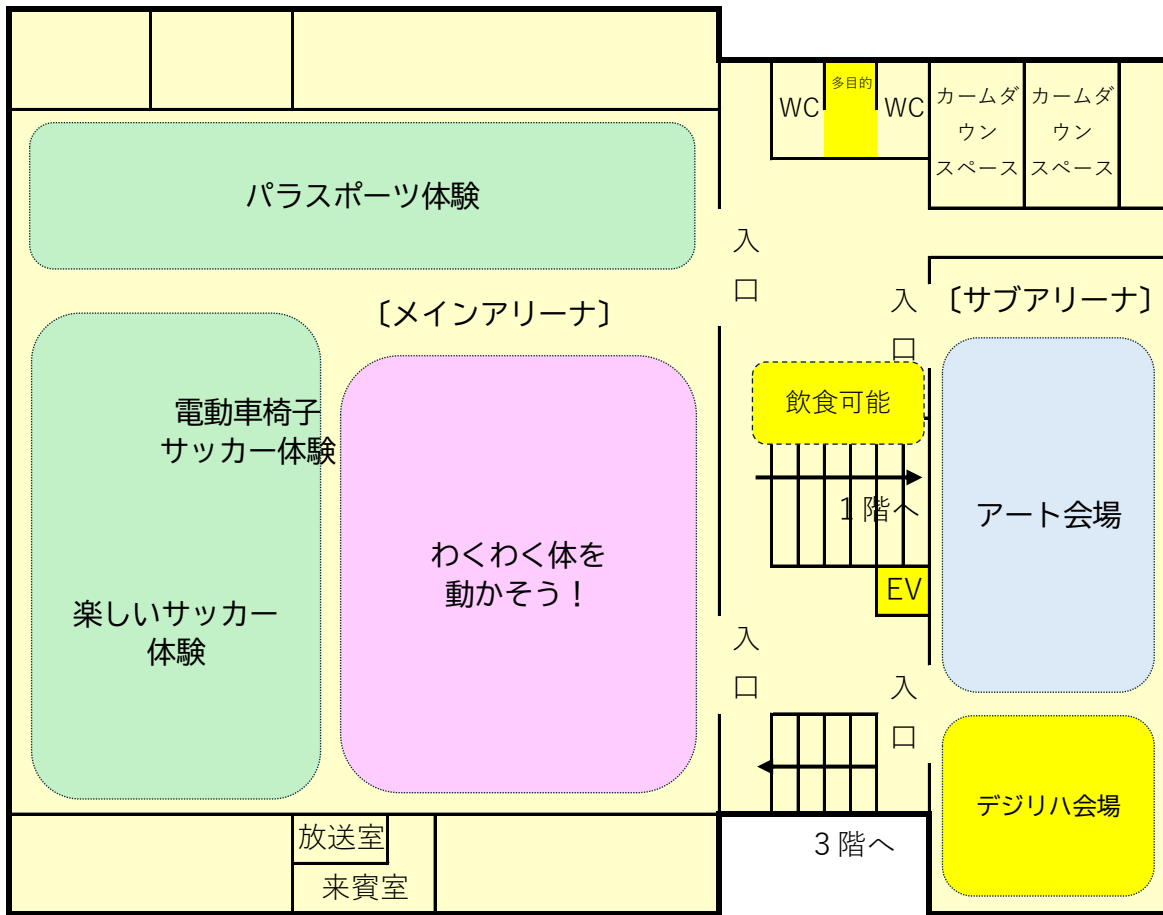 多目的
WC
WC
カームダ
ウン
スペース
カームダ
ウン
スペース
パラスポーツ体験
入
口
〔メインアリーナ〕
入
口
〔サブアリーナ〕
電動車椅子
サッカー体験
飲食可能
１階へ
アート会場
わくわく体を
動かそう！
EV
楽しいサッカー
体験
入
口
入
口
デジリハ会場
放送室
来賓室
３階へ